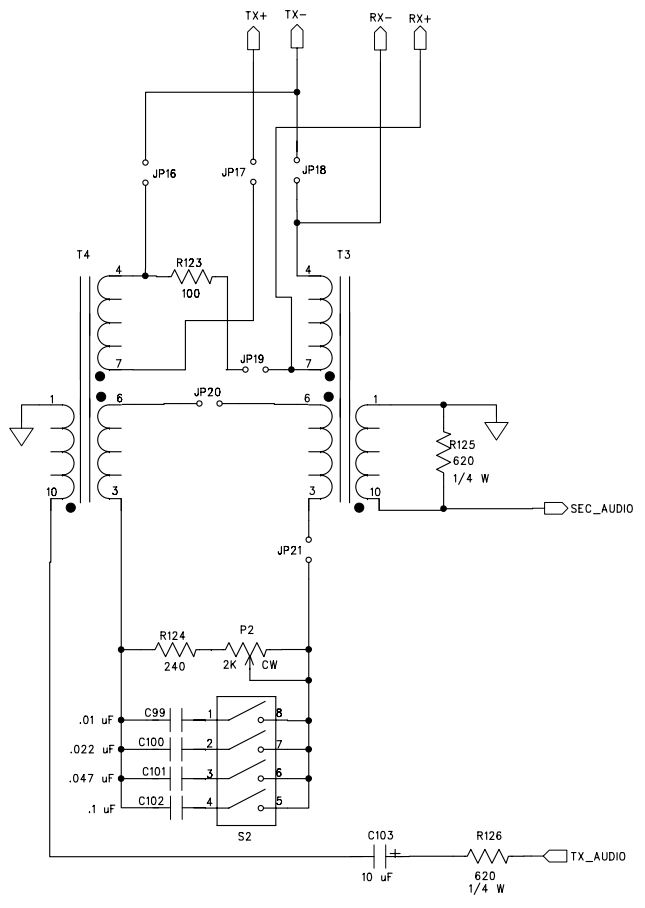 TX+ TX- RX- RX+
JP16 JP17 JP18
T4 T3
4 R123 4
100
7 JP19 7
1 6 JP20 6 1
R125
620
1/4 W
10 3 3 10
SEC_AUDIO
JP21
R124 P2
240 2K CW
.01 uF C99 1 8
.022 uF C100 2 7
.047 uF C101 3 6
.1 uF C102 4 5
S2
C103 R126
+ TX_AUDIO
10 uF 620
1/4 W